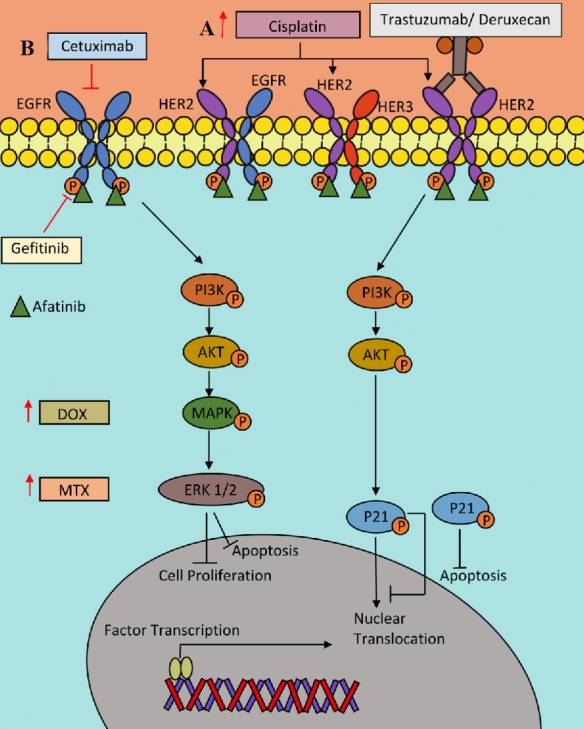 B
Cetuximab
A
Cisplatin
Trastuzumab/ Deruxecan
EGFR
HER2
EGFR
HER2
HER3
HER2
P
P
P
P
P
P
P
P
Gefitinib
Afatinib
PI3K
P
AKT
P
MAPK
P
ERK 1/2
P
PI3K
P
AKT
P
P21
P
P21
P
DOX
MTX
Apoptosis
Cell Proliferation
Apoptosis
Nuclear
Translocation
Factor Transcription